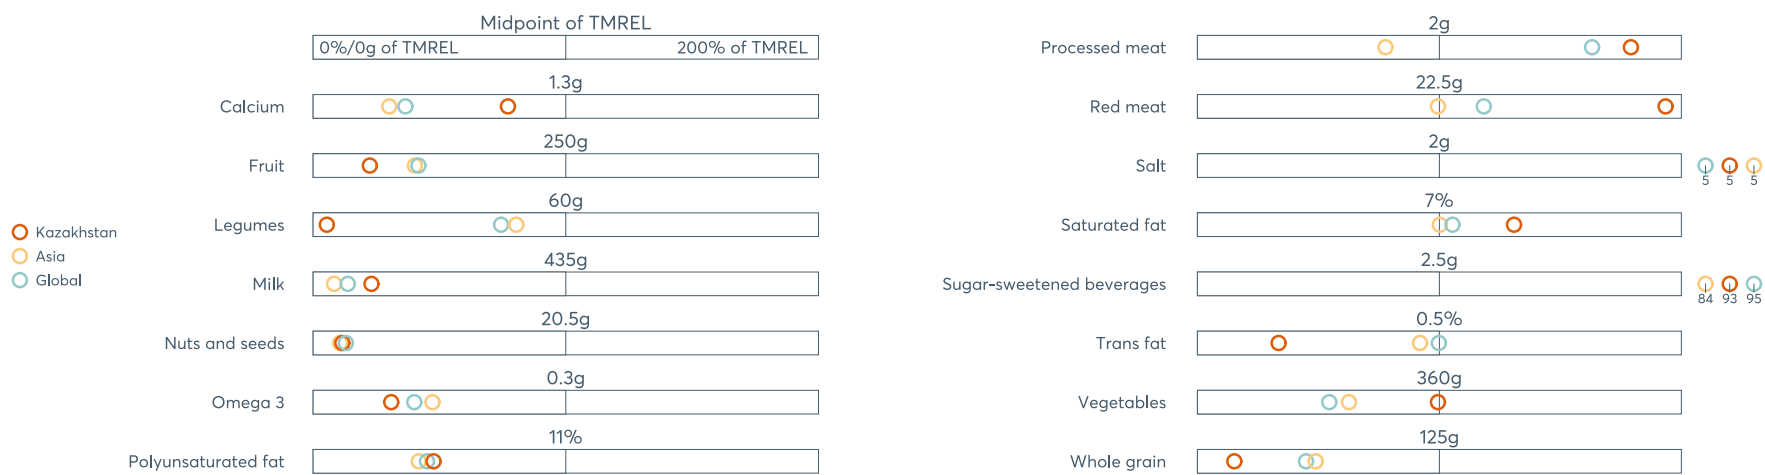 Midpoint of TMREL
0%/0g of TMREL 200% of TMREL
1.3g
Calcium
250g
Fruit
60g
Legumes
435g
Milk
20.5g
Nuts and seeds
0.3g
Omega 3
11%
Polyunsaturated fat
Kazakhstan
Asia
Global
2g
Processed meat
22.5g
Red meat
2g
Salt
5 5 5
7%
Saturated fat
2.5g
Sugar-sweetened beverages
84 93 95
0.5%
Trans fat
360g
Vegetables
125g
Whole grain